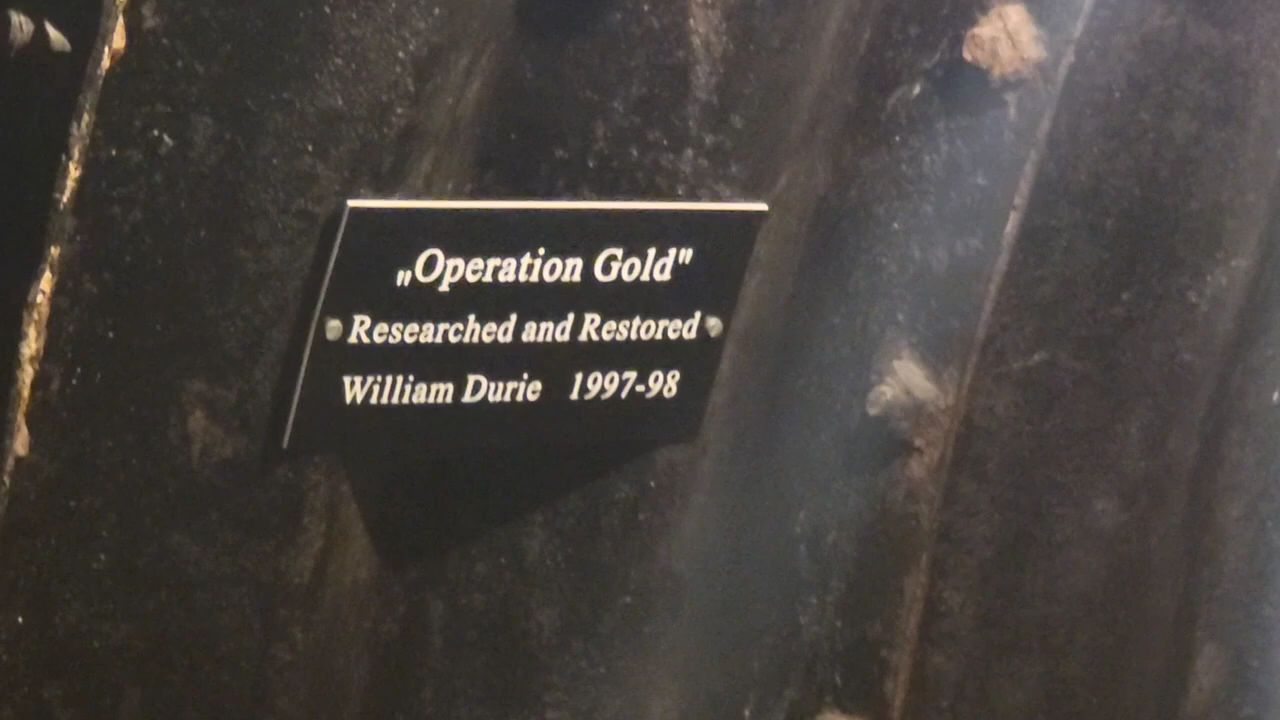 „Operation Gold"
Researched and Restored
William Durie 1997-98